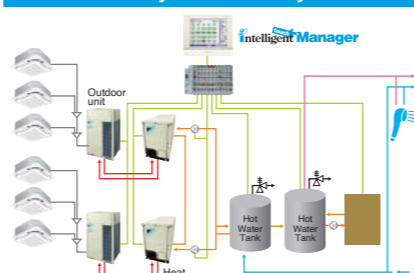 intelligent Manager
Outdoor
unit
Hot
Water
Tank
Hot
Water
Tank
Heat